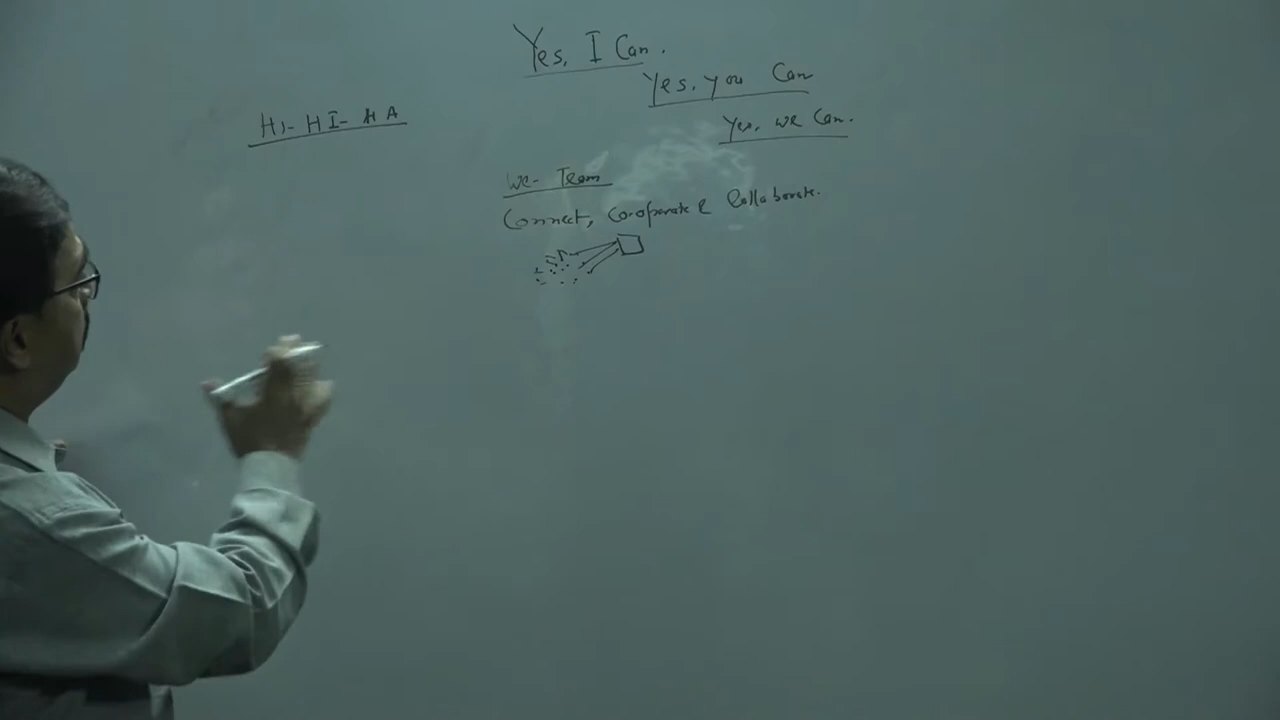 Yes, I Can.
Yes, you Can
Yes, we Can.
HI-HI-HA
We- Team
Connect, Co-operate & Collaborate.